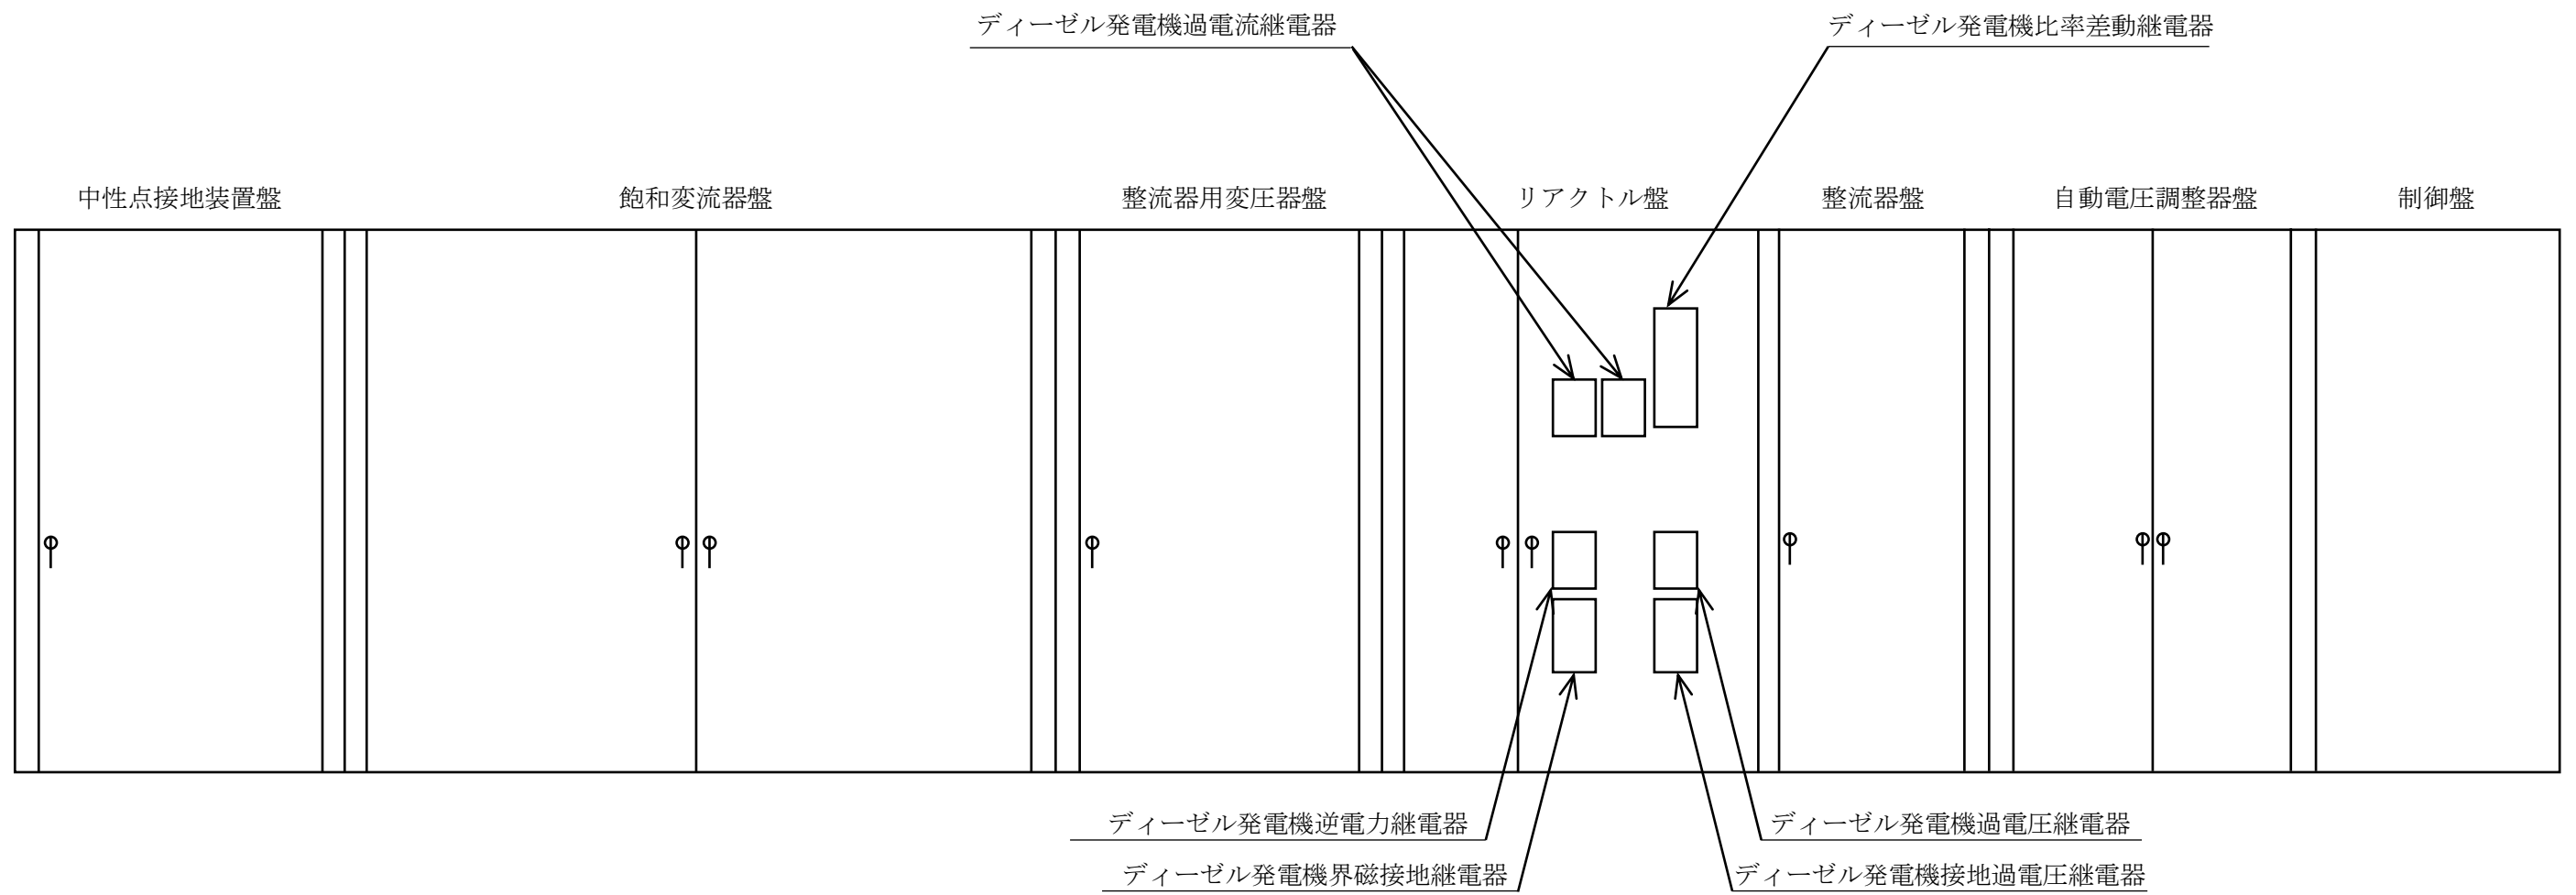 ディーゼル発電機過電流継電器
ディーゼル発電機比率差動継電器
中性点接地装置盤
飽和変流器盤
整流器用変圧器盤
リアクトル盤
整流器盤
自動電圧調整器盤
制御盤
ディーゼル発電機逆電力継電器
ディーゼル発電機過電圧継電器
ディーゼル発電機界磁接地継電器
ディーゼル発電機接地過電圧継電器